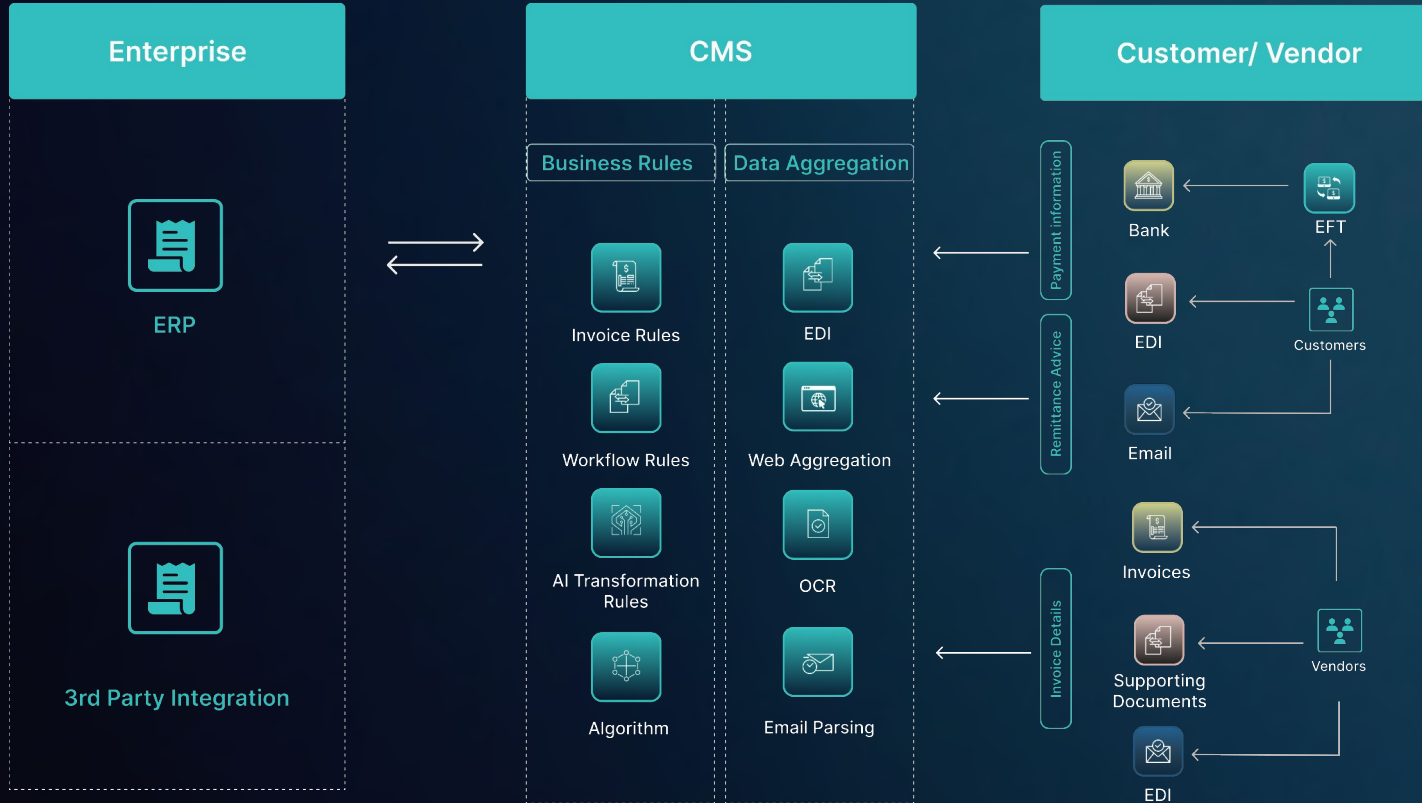 Enterprise
ERP
3rd Party Integration
CMS
Business Rules
Invoice Rules
Workflow Rules
AI Transformation
Rules
Algorithm
Data Aggregation
EDI
Web Aggregation
OCR
Email Parsing
Customer/ Vendor
Payment information
Remittance Advice
Invoice Details
Bank
EFT
EDI
Customers
Email
Invoices
Supporting
Documents
Vendors
EDI